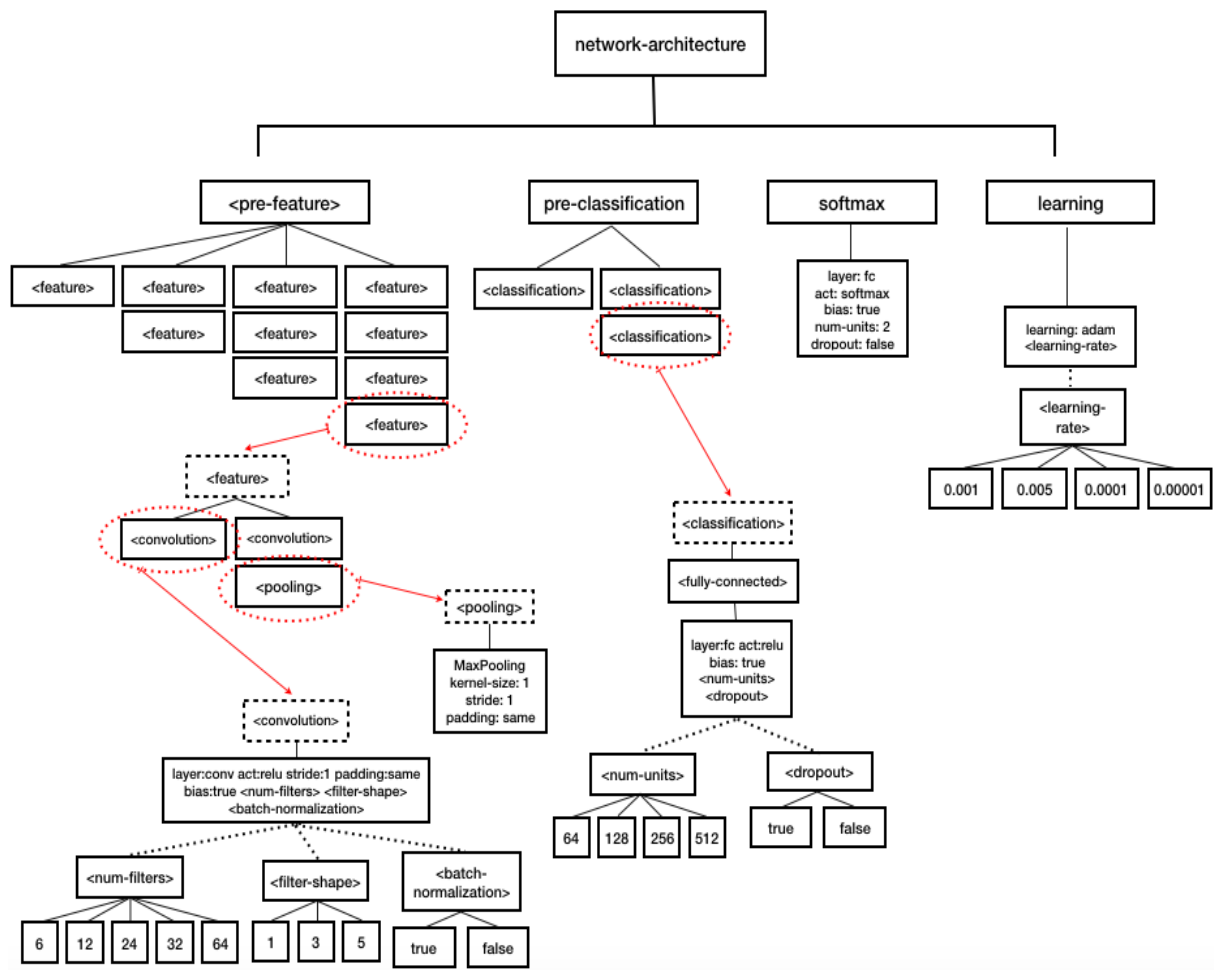 network-architecture
<pre-feature>
pre-classification
softmax
learning
<feature>
<feature>
<feature>
<feature>
<feature>
<feature>
<feature>
<feature>
<feature>
<feature>
<classification>
<classification>
<classification>
layer: fc
act: softmax
bias: true
num-units: 2
dropout: false
learning: adam
<learning-rate>
<learning-
rate>
0.001
0.005
0.0001
0.00001
<feature>
<convolution>
<convolution>
<pooling>
<pooling>
MaxPooling
kernel-size: 1
stride: 1
padding: same
<classification>
<fully-connected>
layer:fc act:relu
bias: true
<num-units>
<dropout>
<num-units>
64
128
256
512
<dropout>
true
false
<convolution>
layer:conv act:relu stride:1 padding:same
bias:true <num-filters> <filter-shape>
<batch-normalization>
<num-filters>
6
12
24
32
64
<filter-shape>
1
3
5
<batch-
normalization>
true
false